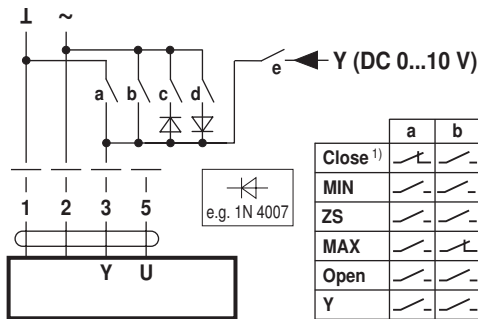 ⊥ ~
e Y (DC 0...10 V)
a b c d
1 2 3 5
Y U
e.g. 1N 4007
a b
Close 1)
MIN
ZS
MAX
Open
Y